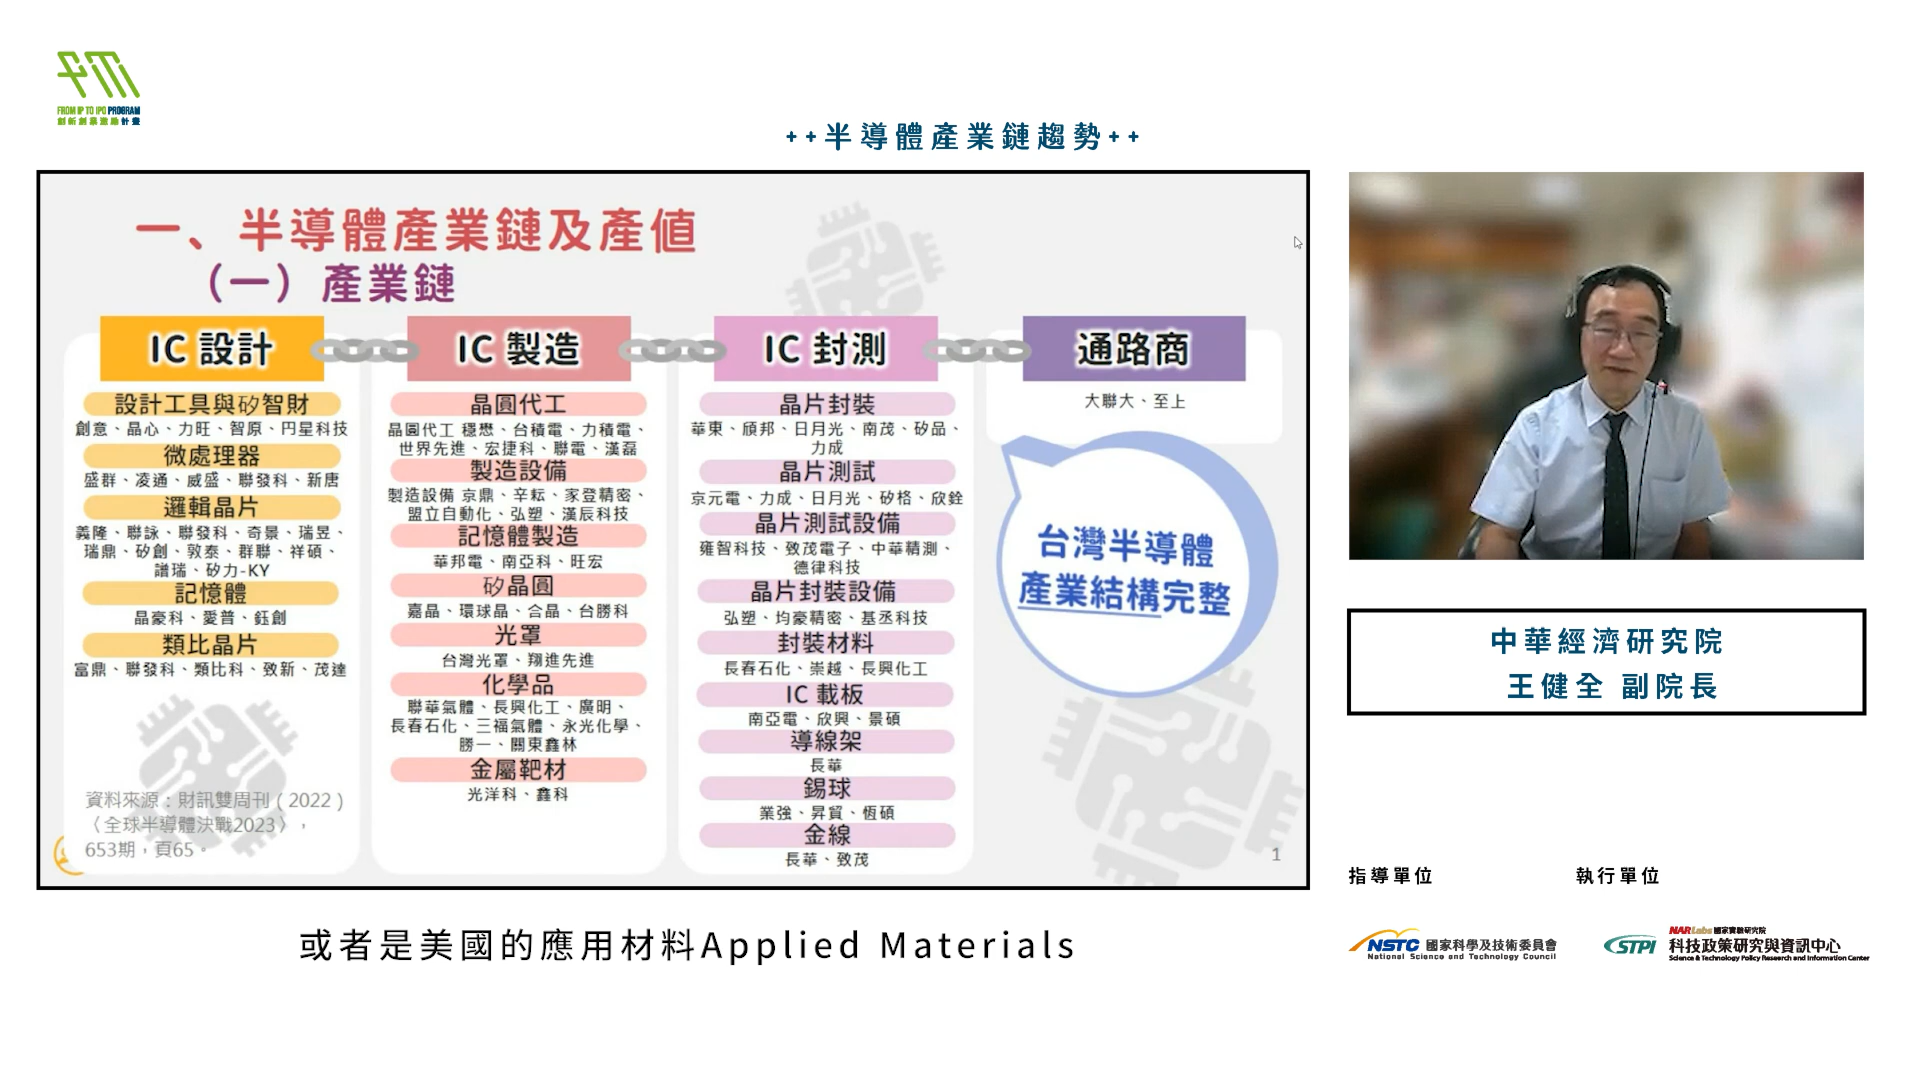 FROM IP TO IPO PROGRAM
創新創業激勵計畫
++半導體產業鏈趨勢++
一、半導體產業鏈及產值
（一）產業鏈
IC 設計
設計工具與矽智財
創意、晶心、力旺、智原、円星科技
微處理器
盛群、凌通、威盛、聯發科、新唐
邏輯晶片
義隆、聯詠、聯發科、奇景、瑞昱、
瑞鼎、矽創、敦泰、群聯、祥碩、
譜瑞、矽力-KY
記憶體
晶豪科、愛普、鈺創
類比晶片
富鼎、聯發科、類比科、致新、茂達
資料來源：財訊雙周刊（2022）
〈全球半導體決戰2023〉，
653期，頁65。
IC 製造
晶圓代工
晶圓代工 穩懋、台積電、力積電、
世界先進、宏捷科、聯電、漢磊
製造設備
製造設備 京鼎、辛耘、家登精密、
盟立自動化、弘塑、漢辰科技
記憶體製造
華邦電、南亞科、旺宏
矽晶圓
嘉晶、環球晶、合晶、台勝科
光罩
台灣光罩、翔進先進
化學品
聯華氣體、長興化工、廣明、
長春石化、三福氣體、永光化學、
勝一、關東鑫林
金屬靶材
光洋科、鑫科
IC 封測
晶片封裝
華東、頎邦、日月光、南茂、矽品、
力成
晶片測試
京元電、力成、日月光、矽格、欣銓
晶片測試設備
雍智科技、致茂電子、中華精測、
德律科技
晶片封裝設備
弘塑、均豪精密、基丞科技
封裝材料
長春石化、崇越、長興化工
IC 載板
南亞電、欣興、景碩
導線架
長華
錫球
業強、昇貿、恆碩
金線
長華、致茂
通路商
大聯大、至上
台灣半導體
產業結構完整
1
中華經濟研究院
王健全 副院長
指導單位
執行單位
NSTC 國家科學及技術委員會
National Science and Technology Council
NARLabs 國家實驗研究院
STPI 科技政策研究與資訊中心
Science & Technology Policy Research and Information Center
或者是美國的應用材料Applied Materials